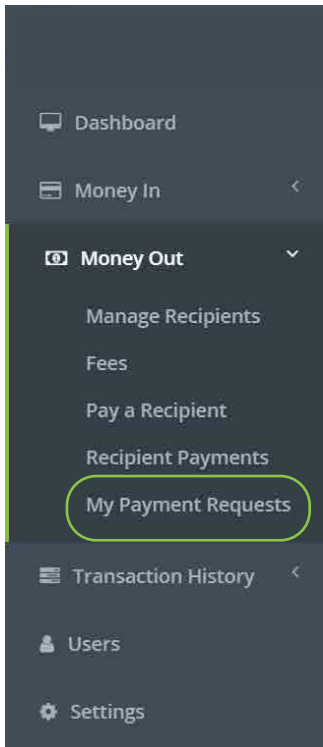 Dashboard
Money In
Money Out
Manage Recipients
Fees
Pay a Recipient
Recipient Payments
My Payment Requests
Transaction History
Users
Settings